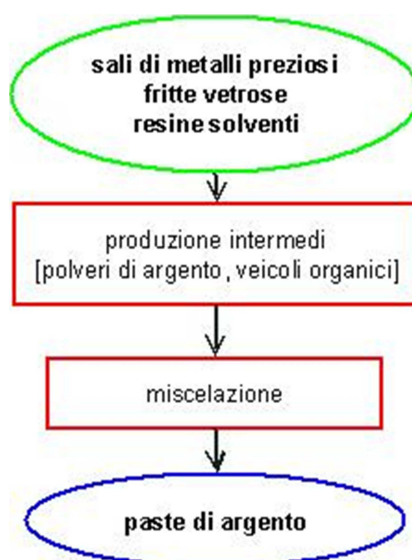 sali di metalli preziosi
fritte vetrose
resine solventi
produzione intermedi
[polveri di argento, veicoli organici]
miscelazione
paste di argento